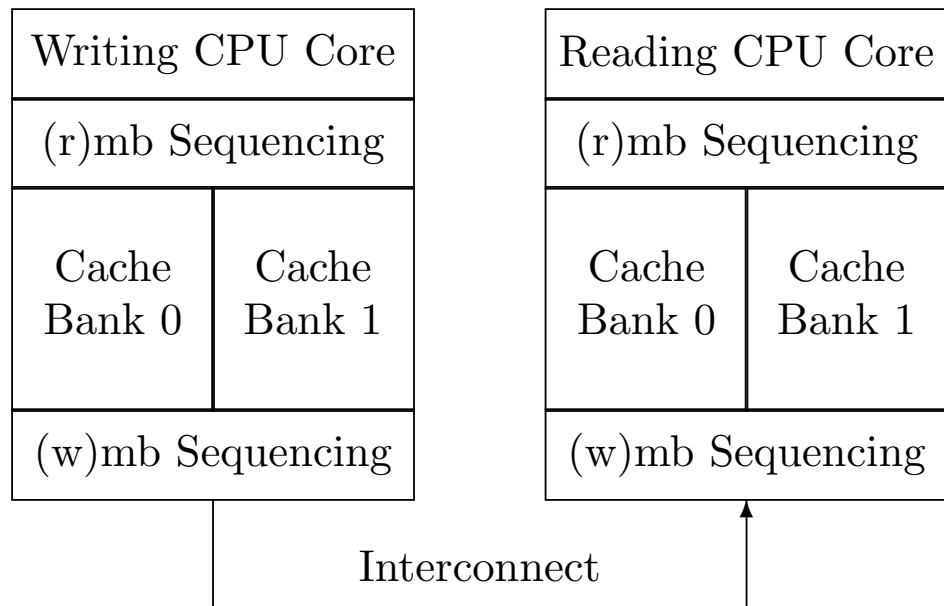 Writing CPU Core
(r)mb Sequencing
Cache
Bank 0
Cache
Bank 1
(w)mb Sequencing
Reading CPU Core
(r)mb Sequencing
Cache
Bank 0
Cache
Bank 1
(w)mb Sequencing
Interconnect